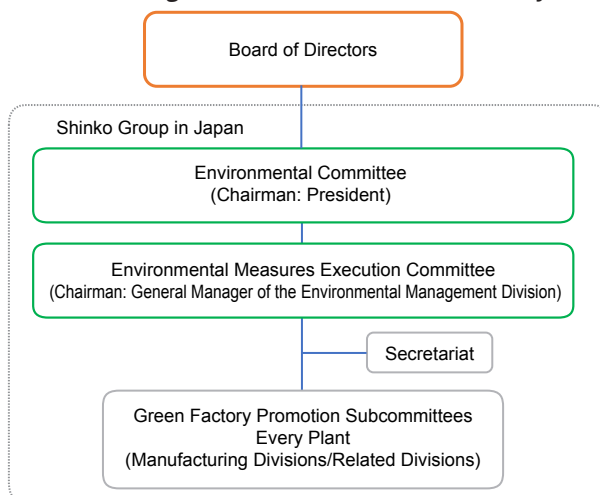 Board of Directors
Shinko Group in Japan
Environmental Committee
(Chairman: President)
Environmental Measures Execution Committee
(Chairman: General Manager of the Environmental Management Division)
Secretariat
Green Factory Promotion Subcommittees
Every Plant
(Manufacturing Divisions/Related Divisions)